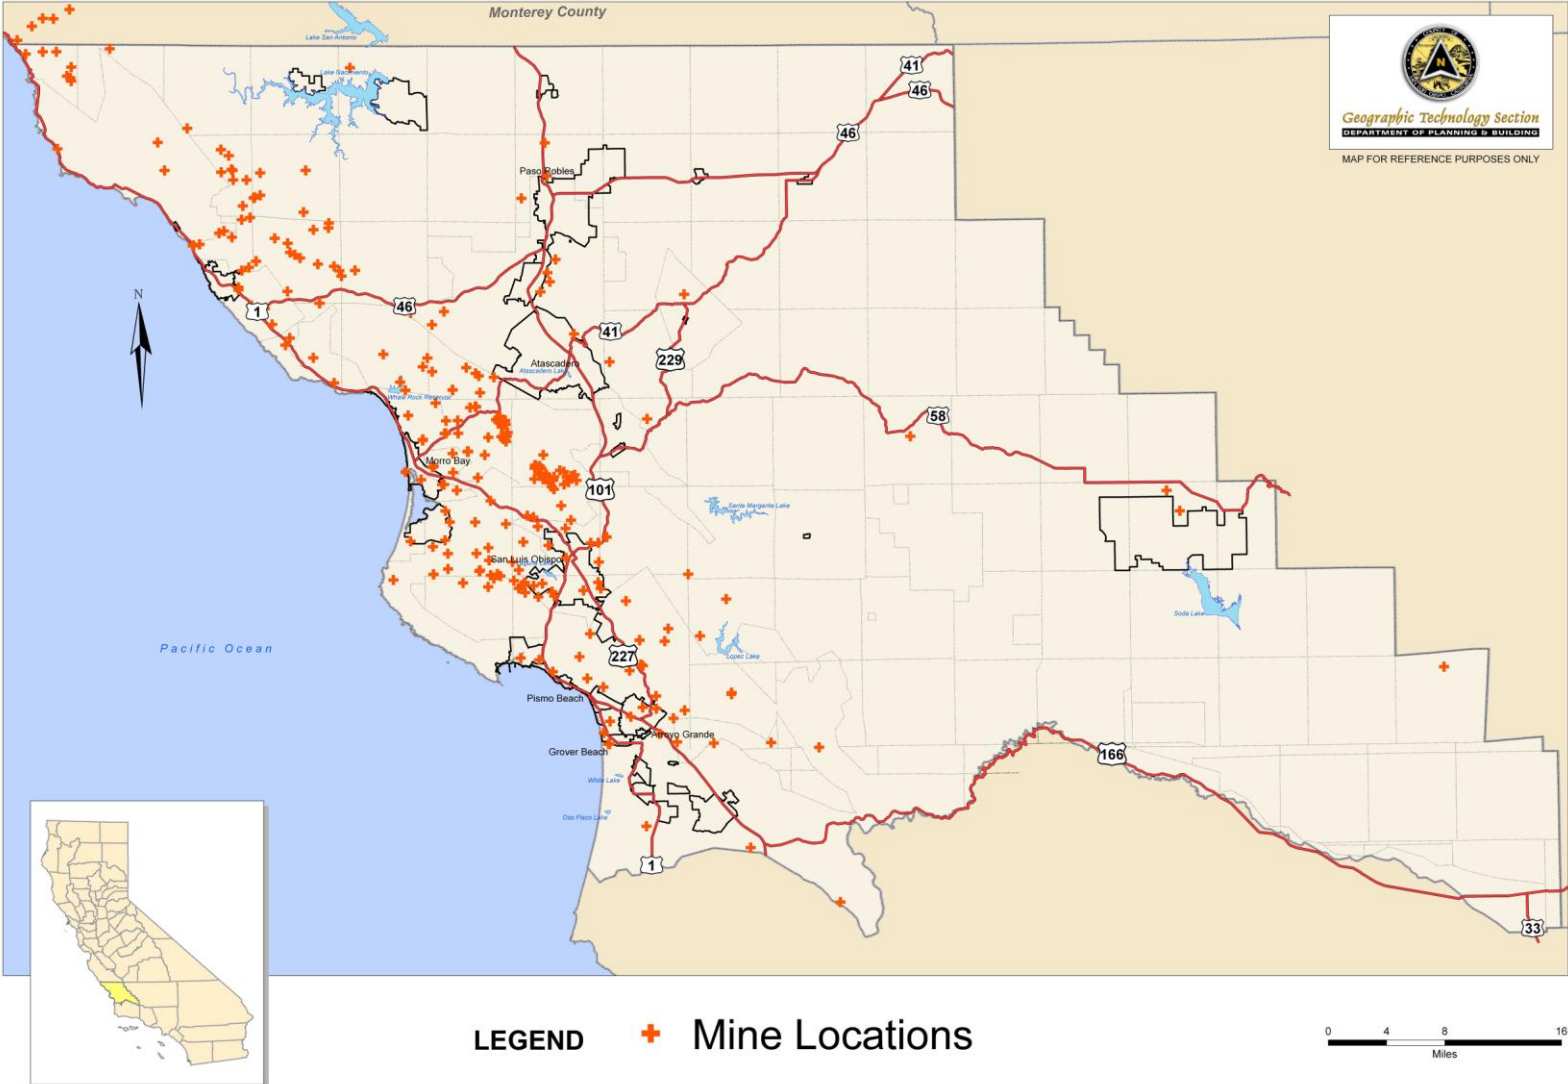 Monterey County
Lake San Antonio
41
46
Lake Nacimiento
46
Geographic Technology Section
DEPARTMENT OF PLANNING & BUILDING
MAP FOR REFERENCE PURPOSES ONLY
Paso Robles
N
1
46
41
229
Atascadero
Atascadero Lake
Whale Rock Reservoir
58
Morro Bay
101
Santa Margarita Lake
San Luis Obispo
Soda Lake
Pacific Ocean
227
Lopez Lake
Pismo Beach
Arroyo Grande
Grover Beach
166
White Lake
Oso Flaco Lake
1
33
LEGEND
Mine Locations
0 4 8 16
Miles